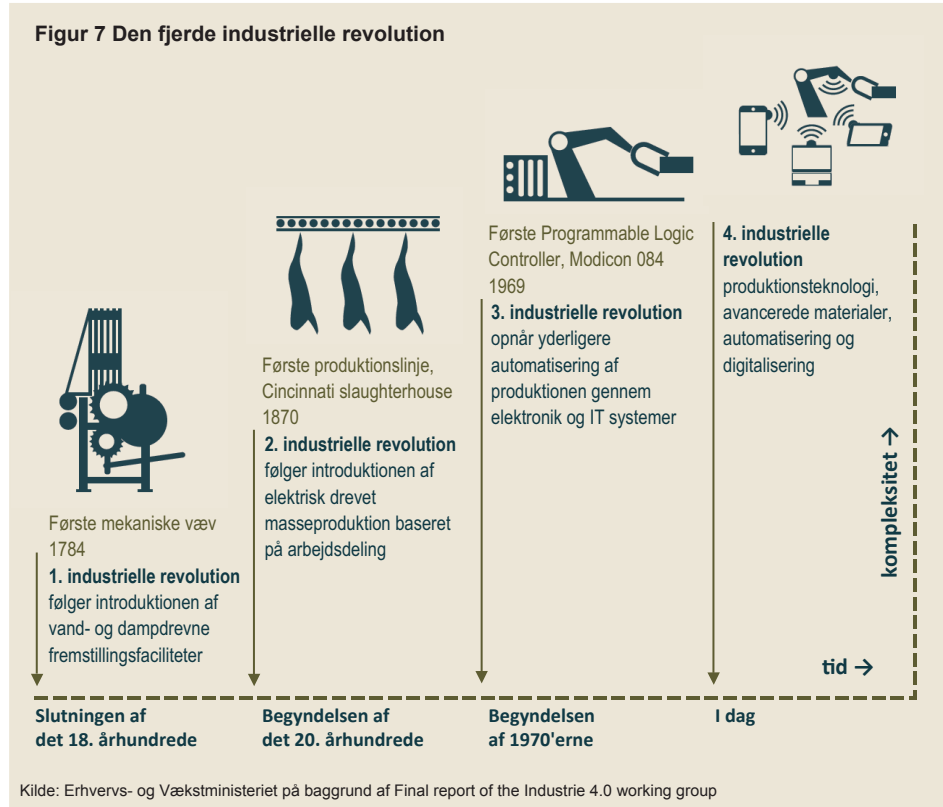 Figur 7 Den fjerde industrielle revolution
Første mekaniske væv
1784
1. industrielle revolution
følger introduktionen af
vand- og dampdrevne
fremstillingsfaciliteter
Første produktionslinje,
Cincinnati slaughterhouse
1870
2. industrielle revolution
følger introduktionen af
elektrisk drevet
masseproduktion baseret
på arbejdsdeling
Første Programmable Logic
Controller, Modicon 084
1969
3. industrielle revolution
opnår yderligere
automatisering af
produktionen gennem
elektronik og IT systemer
4. industrielle
revolution
produktionsteknologi,
avancerede materialer,
automatisering og
digitalisering
kompleksitet →
tid →
Slutningen af
det 18. århundrede
Begyndelsen af
det 20. århundrede
Begyndelsen
af 1970'erne
I dag
Kilde: Erhvervs- og Vækstministeriet på baggrund af Final report of the Industrie 4.0 working group